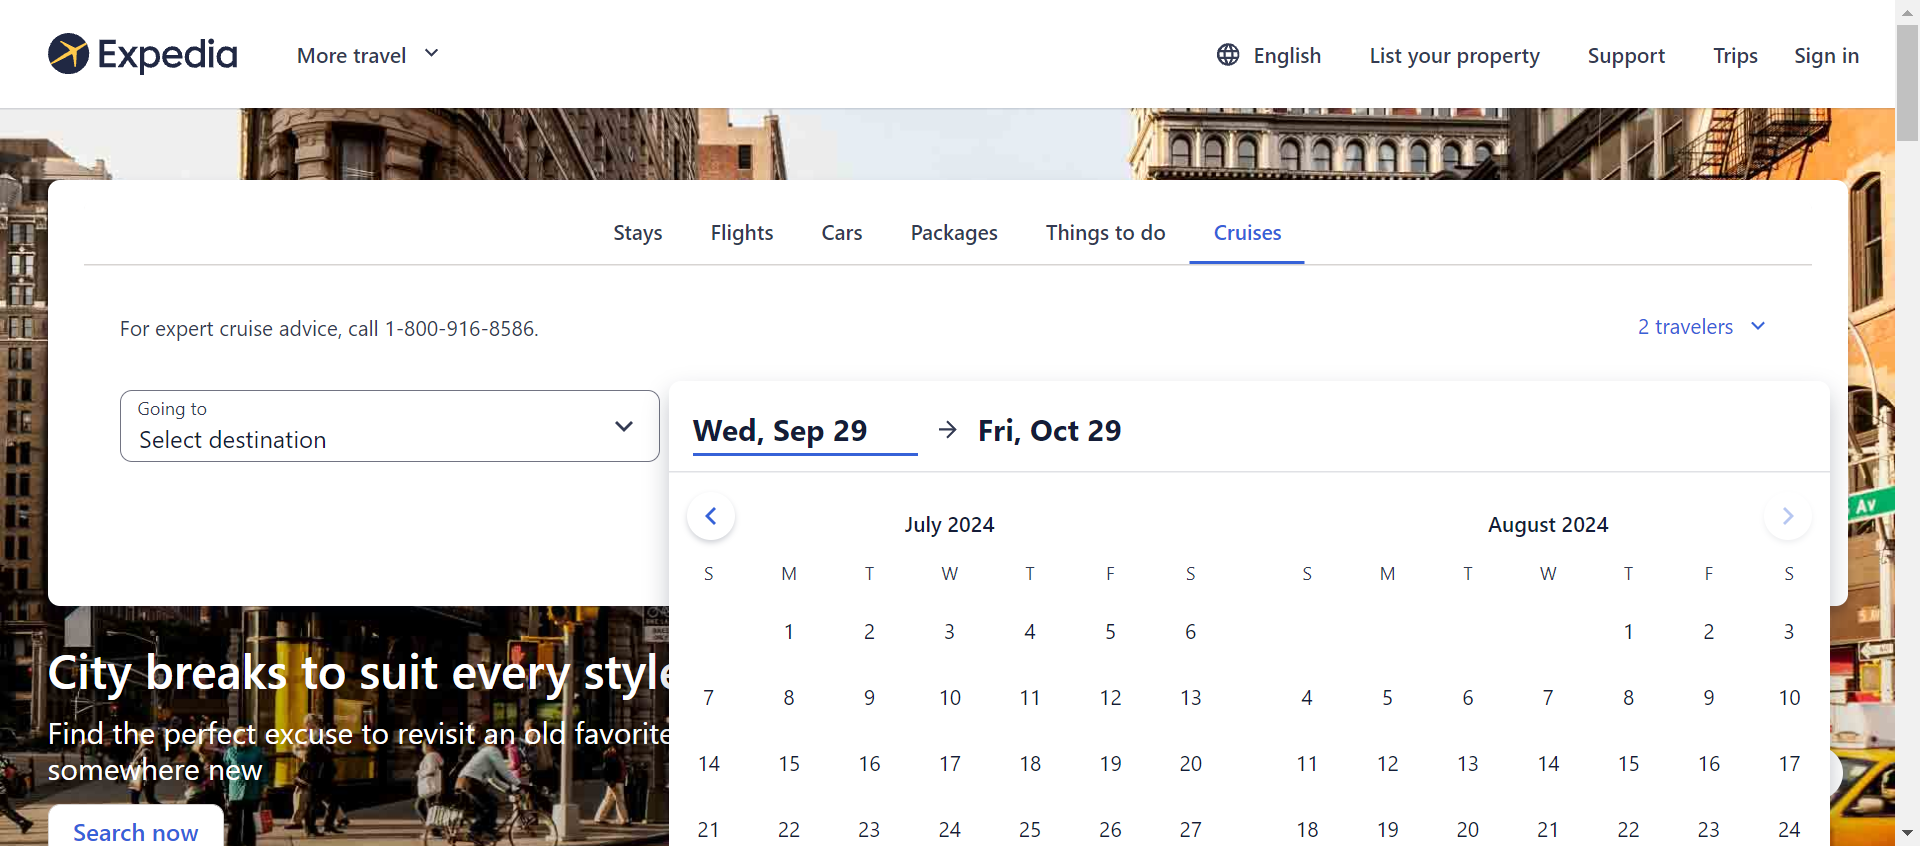 Expedia
More travel
English
List your property
Support
Trips
Sign in
Stays
Flights
Cars
Packages
Things to do
Cruises
For expert cruise advice, call 1-800-916-8586.
2 travelers
Going to
Select destination
Wed, Sep 29
Fri, Oct 29
July 2024
S M T W T F S
1 2 3 4 5 6
7 8 9 10 11 12 13
14 15 16 17 18 19 20
21 22 23 24 25 26 27
August 2024
S M T W T F S
1 2 3
4 5 6 7 8 9 10
11 12 13 14 15 16 17
18 19 20 21 22 23 24
Av
City breaks to suit every style
Find the perfect excuse to revisit an old favorite
somewhere new
Search now